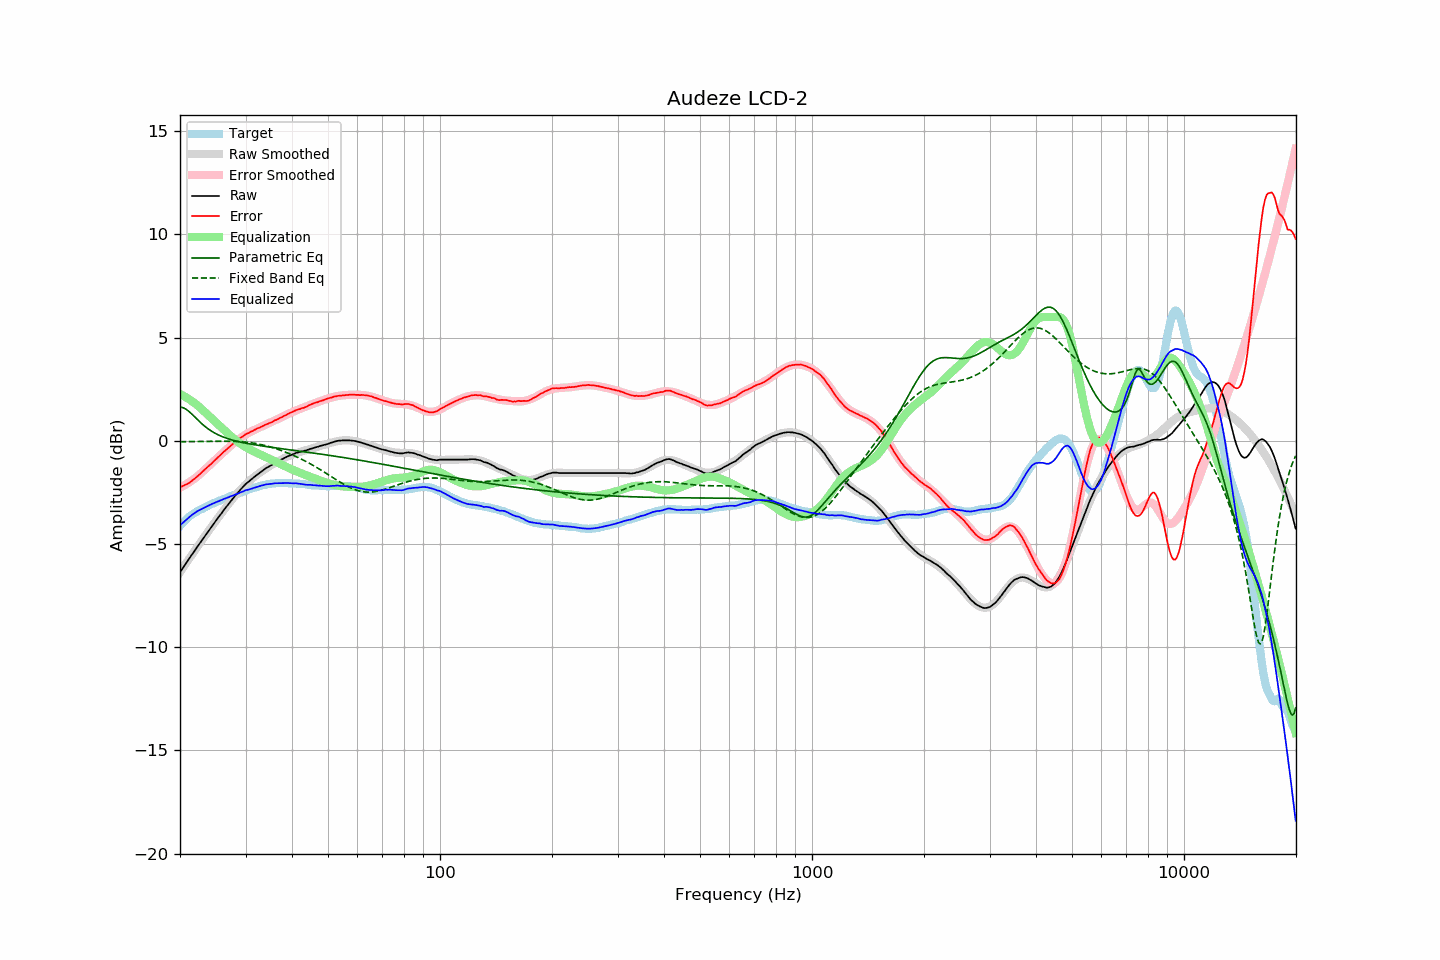 Audeze LCD-2
15
10
5
0
−5
−10
−15
−20
Amplitude (dBr)
Target
Raw Smoothed
Error Smoothed
Raw
Error
Equalization
Parametric Eq
Fixed Band Eq
Equalized
100
1000
10000
Frequency (Hz)